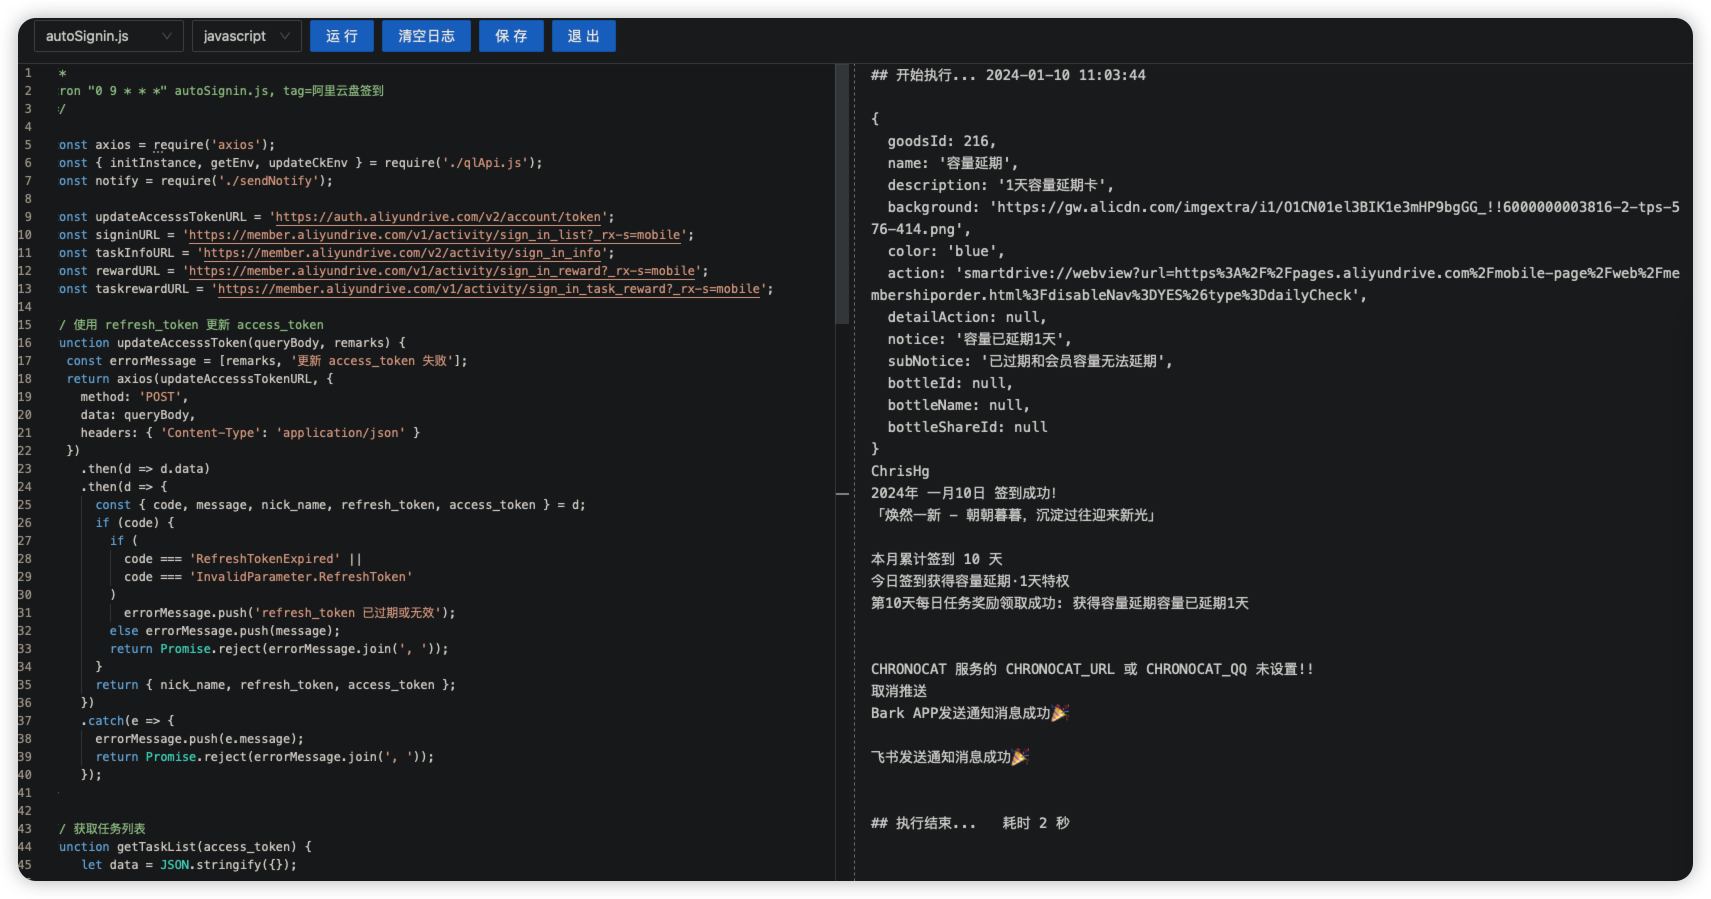 autoSignin.js
javascript
运 行
清空日志
保 存
退 出
1 *
2 ron "0 9 * * *" autoSignin.js, tag=阿里云盘签到
3 /
4
5 onst axios = require('axios');
6 onst { initInstance, getEnv, updateCkEnv } = require('./qlApi.js');
7 onst notify = require('./sendNotify');
8
9 onst updateAccesssTokenURL = 'https://auth.aliyundrive.com/v2/account/token';
10 onst signinURL = 'https://member.aliyundrive.com/v1/activity/sign_in_list?_rx-s=mobile';
11 onst taskInfoURL = 'https://member.aliyundrive.com/v2/activity/sign_in_info';
12 onst rewardURL = 'https://member.aliyundrive.com/v1/activity/sign_in_reward?_rx-s=mobile';
13 onst taskrewardURL = 'https://member.aliyundrive.com/v1/activity/sign_in_task_reward?_rx-s=mobile';
14
15 / 使用 refresh_token 更新 access_token
16 unction updateAccesssToken(queryBody, remarks) {
17 const errorMessage = [remarks, '更新 access_token 失败'];
18 return axios(updateAccesssTokenURL, {
19 method: 'POST',
20 data: queryBody,
21 headers: { 'Content-Type': 'application/json' }
22 })
23 .then(d => d.data)
24 .then(d => {
25 const { code, message, nick_name, refresh_token, access_token } = d;
26 if (code) {
27 if (
28 code === 'RefreshTokenExpired' ||
29 code === 'InvalidParameter.RefreshToken'
30 )
31 errorMessage.push('refresh_token 已过期或无效');
32 else errorMessage.push(message);
33 return Promise.reject(errorMessage.join(', '));
34 }
35 return { nick_name, refresh_token, access_token };
36 })
37 .catch(e => {
38 errorMessage.push(e.message);
39 return Promise.reject(errorMessage.join(', '));
40 });
41
42
43 / 获取任务列表
44 unction getTaskList(access_token) {
45 let data = JSON.stringify({});
## 开始执行... 2024-01-10 11:03:44
{
goodsId: 216,
name: '容量延期',
description: '1天容量延期卡',
background: 'https://gw.alicdn.com/imgextra/i1/O1CN01el3BIK1e3mHP9bgGG_!!6000000003816-2-tps-5
76-414.png',
color: 'blue',
action: 'smartdrive://webview?url=https%3A%2F%2Fpages.aliyundrive.com%2Fmobile-page%2Fweb%2Fme
mbershiporder.html%3FdisableNav%3DYES%26type%3DdailyCheck',
detailAction: null,
notice: '容量已延期1天',
subNotice: '已过期和会员容量无法延期',
bottleId: null,
bottleName: null,
bottleShareId: null
}
ChrisHg
2024年 一月10日 签到成功!
「焕然一新 - 朝朝暮暮，沉淀过往迎来新光」
本月累计签到 10 天
今日签到获得容量延期·1天特权
第10天每日任务奖励领取成功: 获得容量延期容量已延期1天
CHRONOCAT 服务的 CHRONOCAT_URL 或 CHRONOCAT_QQ 未设置!!
取消推送
Bark APP发送通知消息成功🎉
飞书发送通知消息成功🎉
## 执行结束... 耗时 2 秒